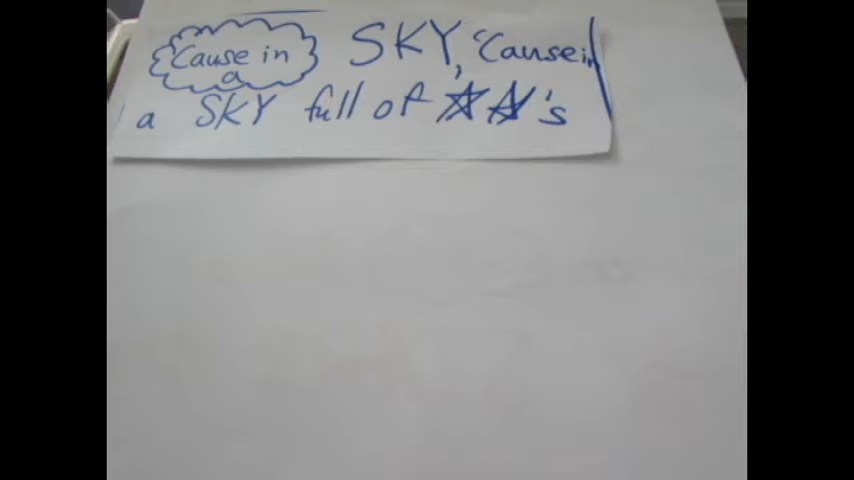 'Cause in a SKY, 'Cause in
a SKY full of ☆☆'s